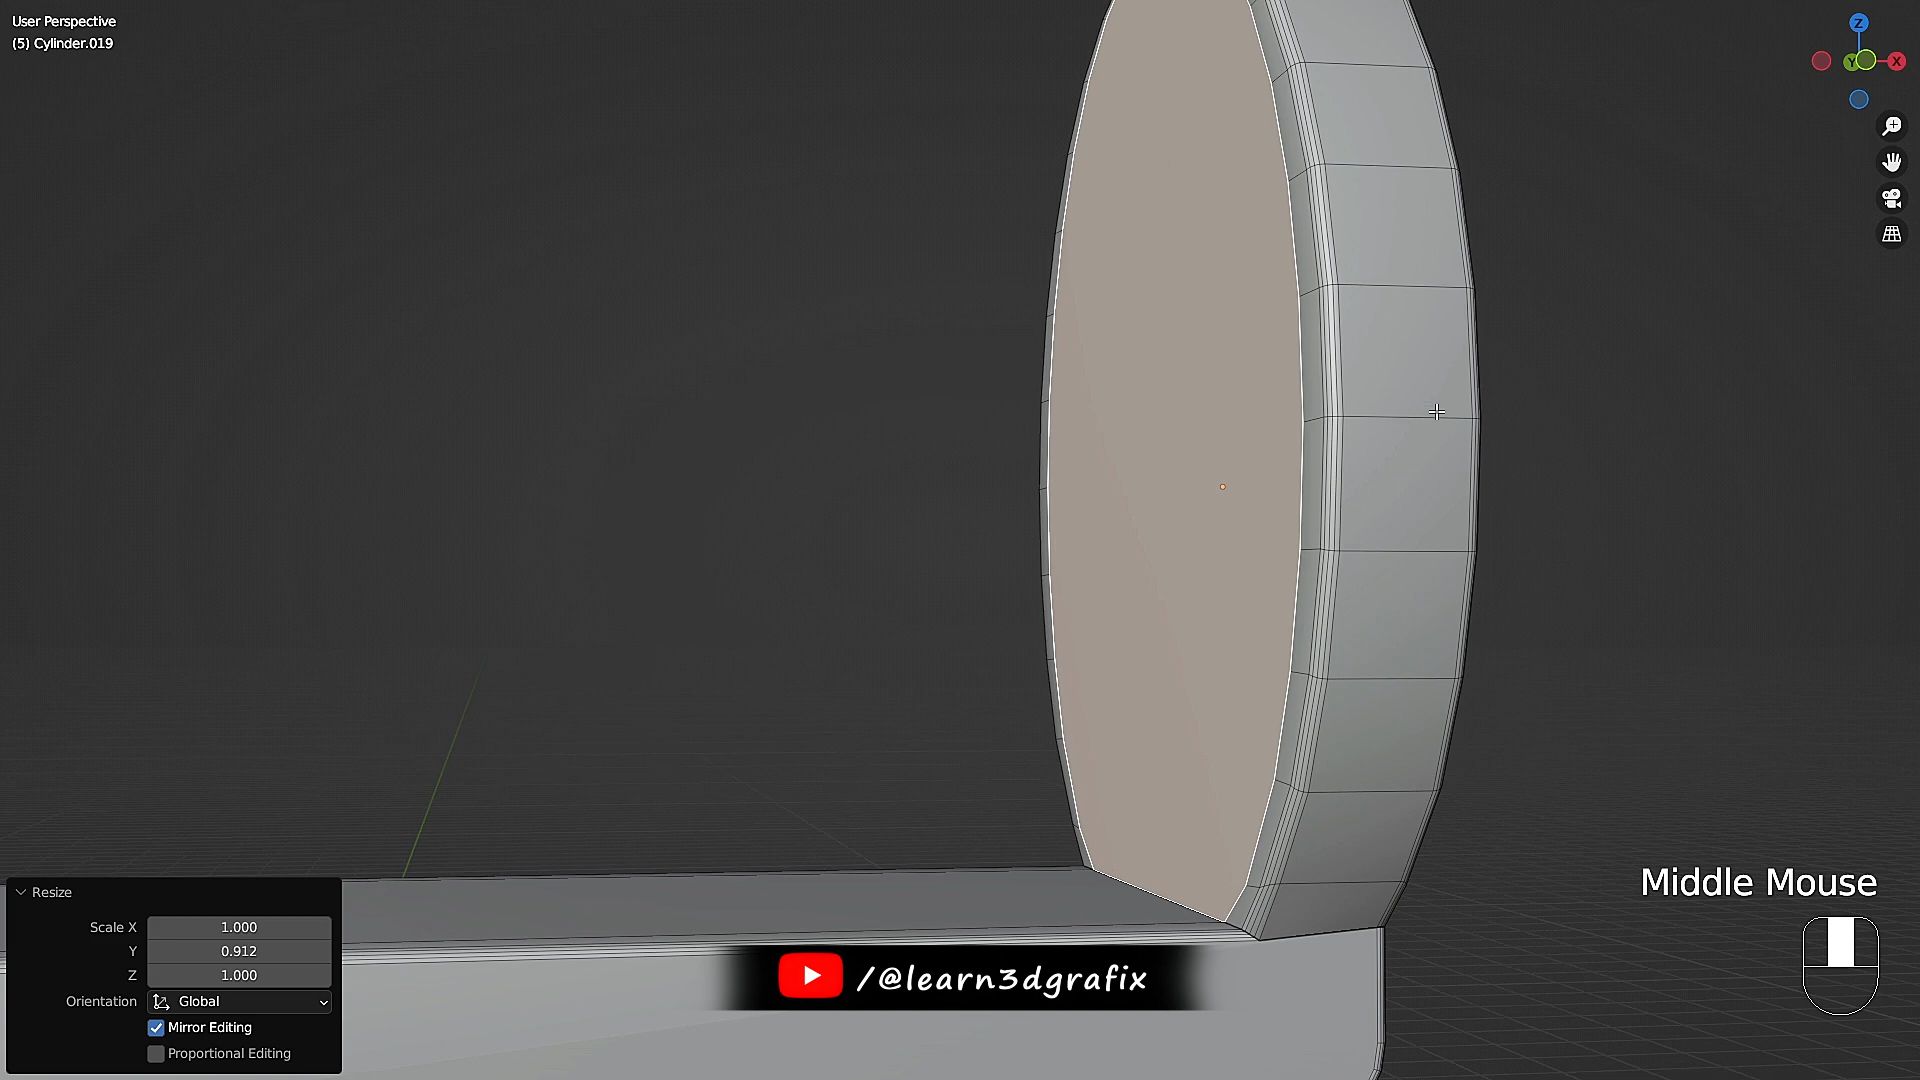 User Perspective
(5) Cylinder.019
Z
Y
X
Resize
Scale X 1.000
Y 0.912
Z 1.000
Orientation Global
Mirror Editing
Proportional Editing
/@learn3dgrafix
Middle Mouse